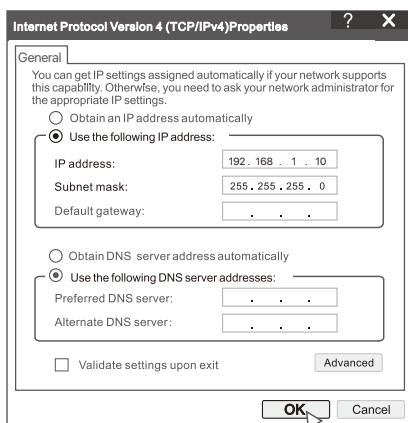 Internet Protocol Version 4 (TCP/IPv4)Properties ? X
General
You can get IP settings assigned automatically if your network supports
this capability. Otherwise, you need to ask your network administrator for
the appropriate IP settings.
Obtain an IP address automatically
Use the following IP address:
IP address: 192. 168 . 1 . 10
Subnet mask: 255. 255. 255. 0
Default gateway: . . .
Obtain DNS server address automatically
Use the following DNS server addresses:
Preferred DNS server: . . .
Alternate DNS server: . . .
Validate settings upon exit Advanced
OK Cancel